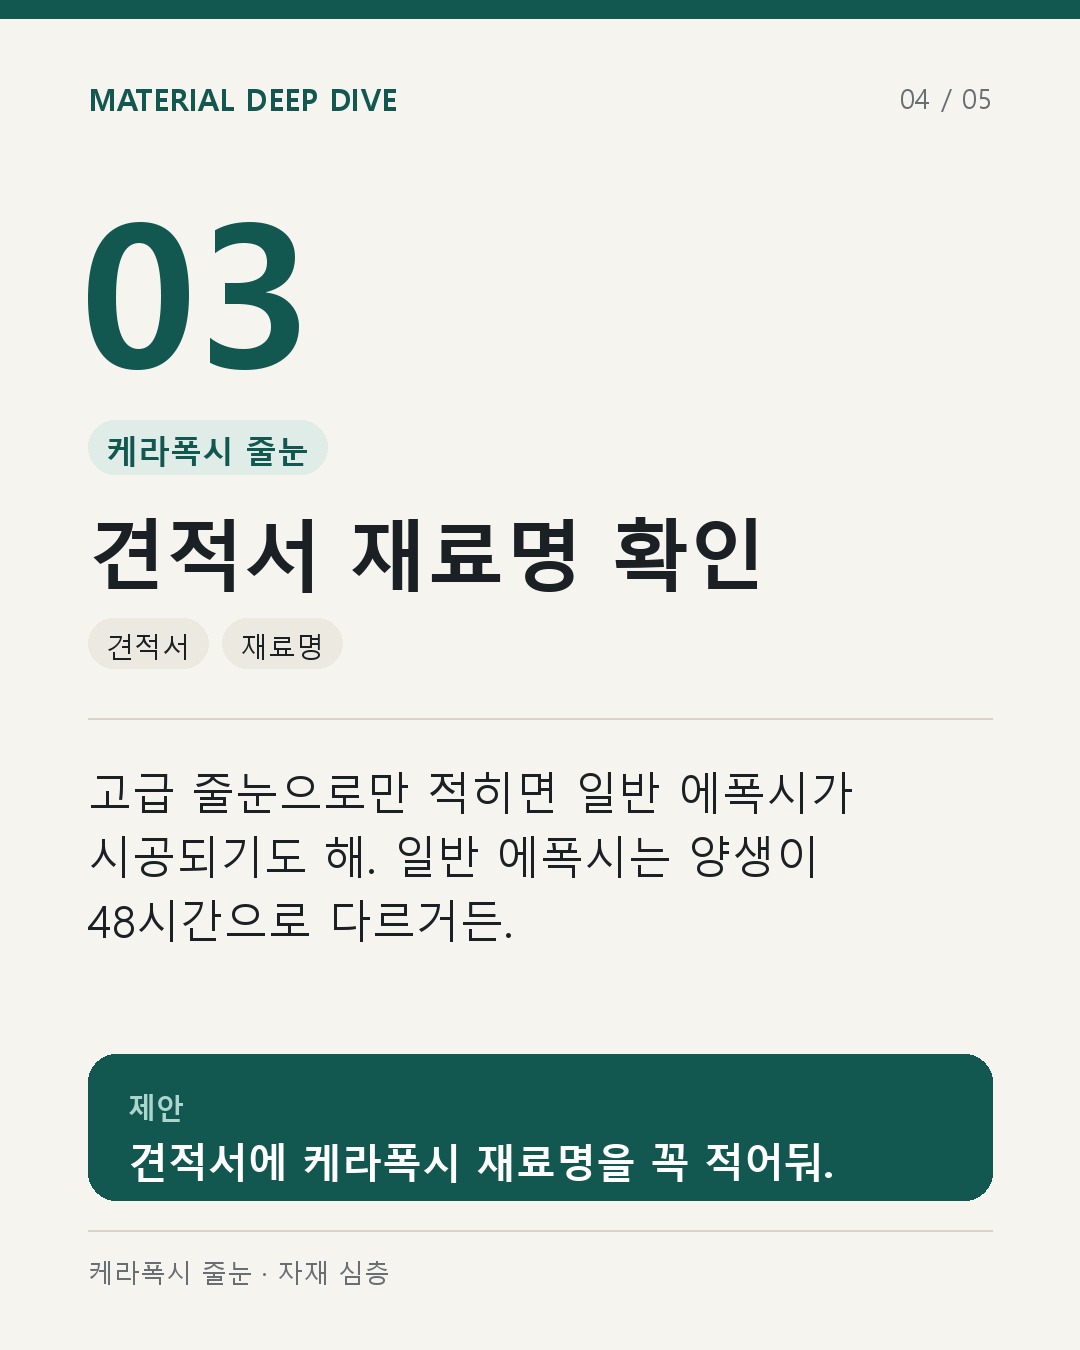 MATERIAL DEEP DIVE
04 / 05
03
케라폭시 줄눈
견적서 재료명 확인
견적서 재료명
고급 줄눈으로만 적히면 일반 에폭시가
시공되기도 해. 일반 에폭시는 양생이
48시간으로 다르거든.
제안
견적서에 케라폭시 재료명을 꼭 적어둬.
케라폭시 줄눈 · 자재 심층